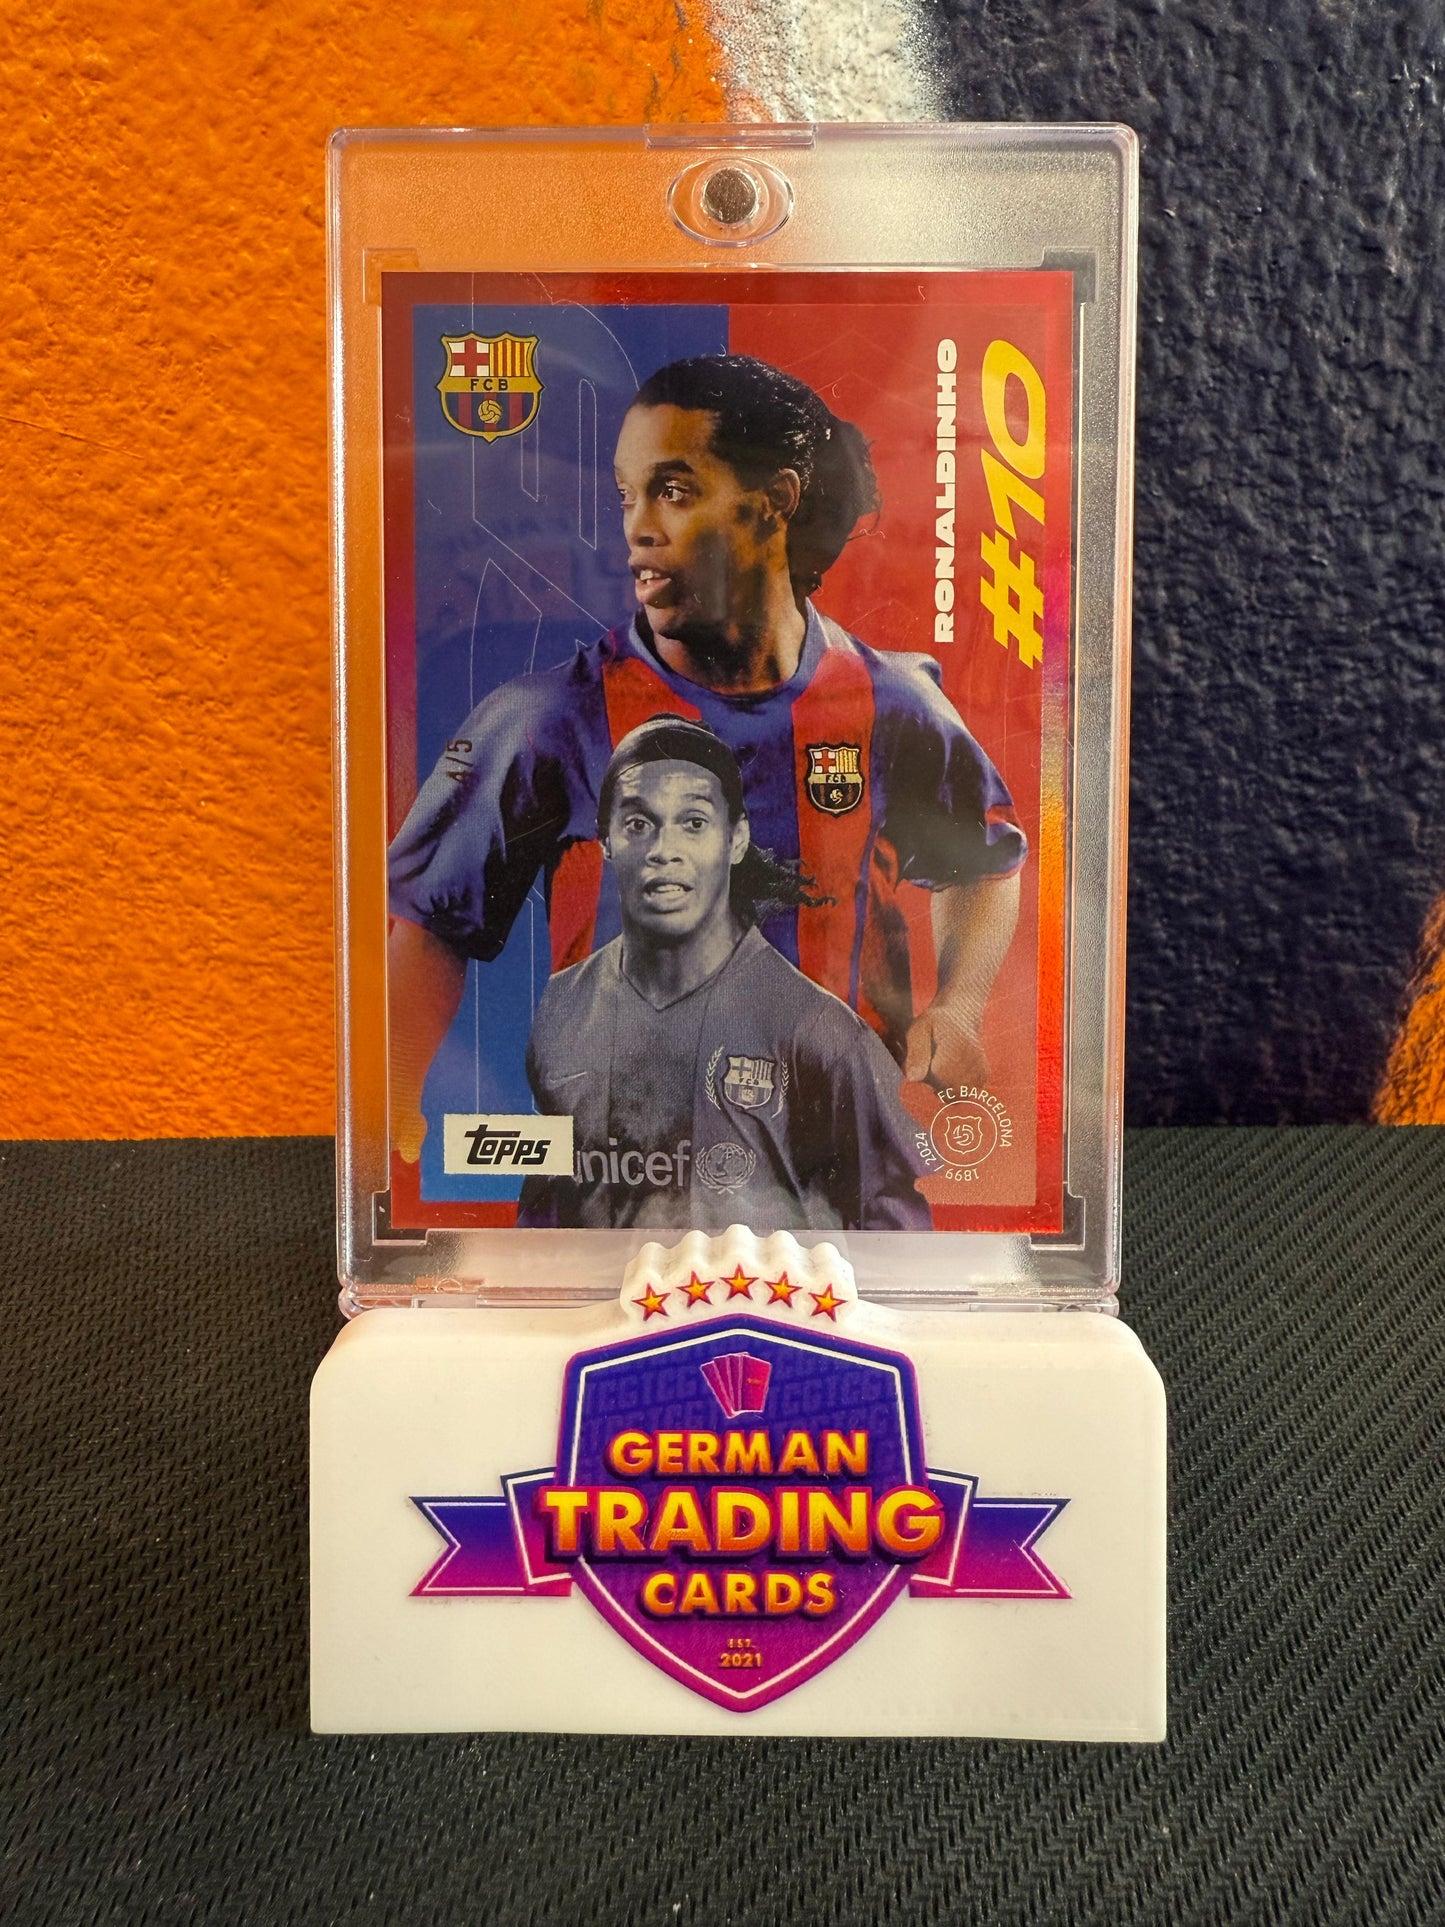 FCB
RONALDINHO
#10
4/5
FCB
FCB
unicef
topps
FC BARCELONA
1899 / 2024
GERMAN
TRADING
CARDS
EST.
2021